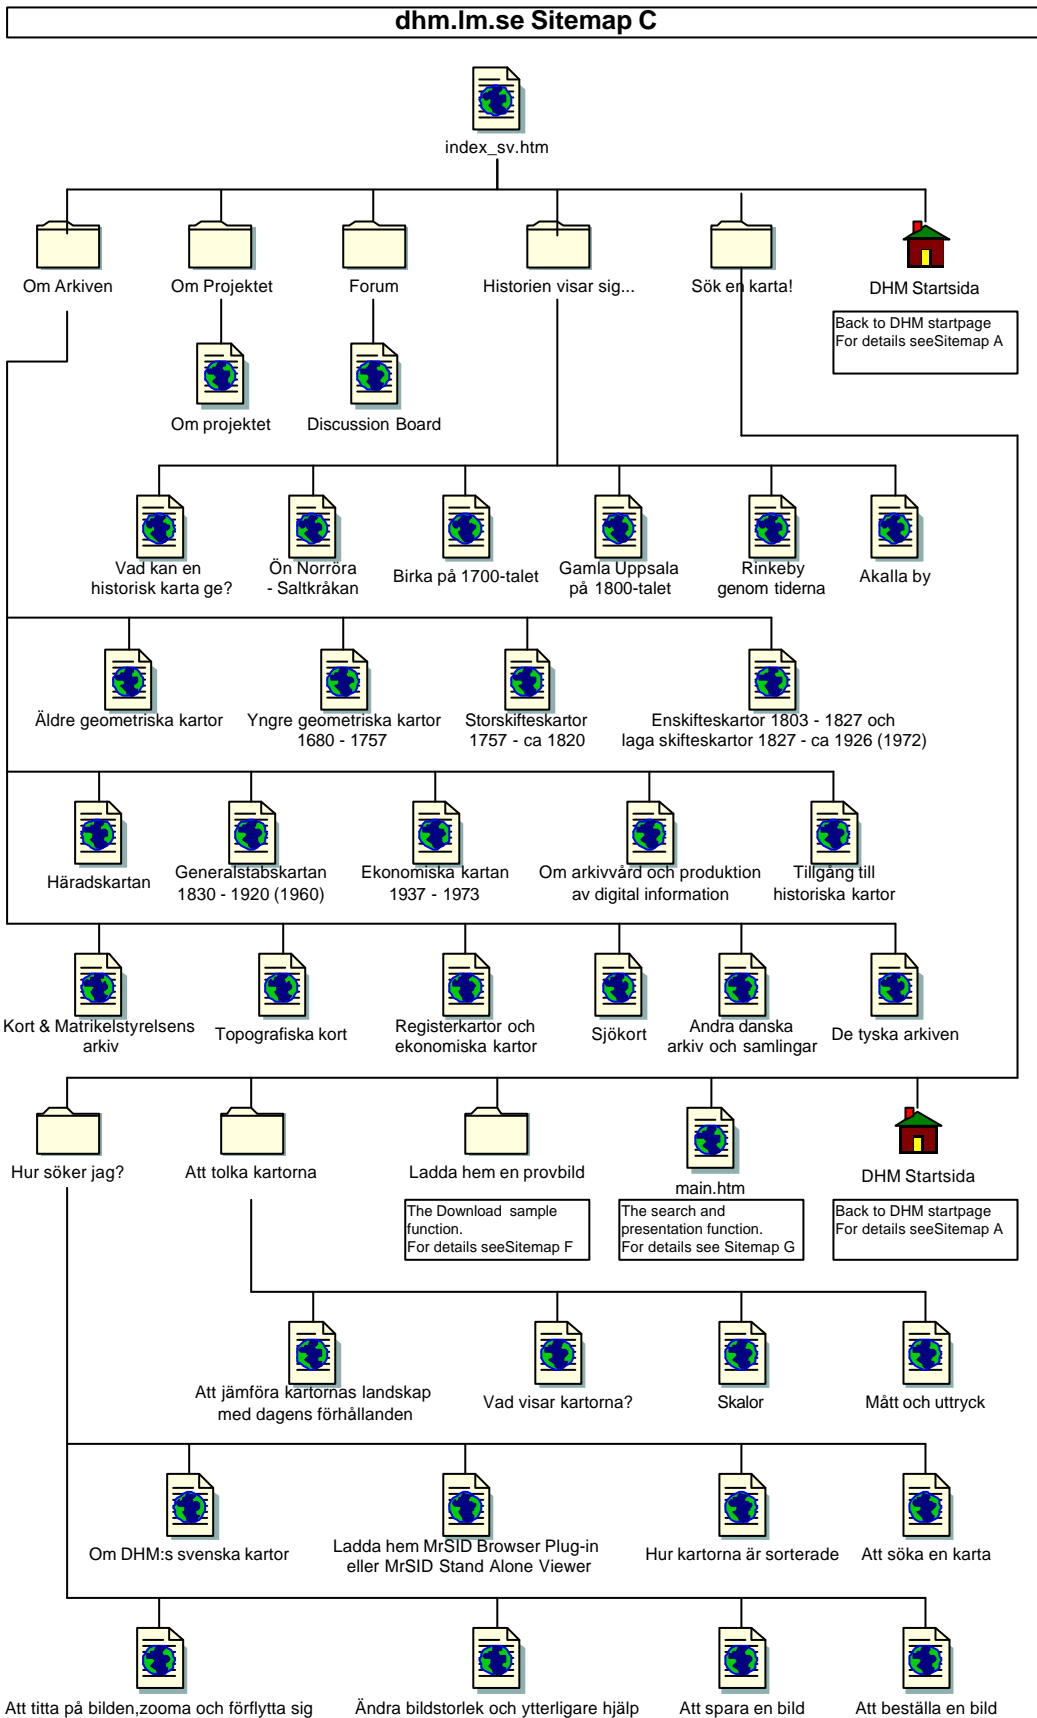 dhm.lm.se Sitemap C
index_sv.htm
Om Arkiven
Om Projektet
Forum
Historien visar sig...
Sök en karta!
DHM Startsida
Back to DHM startpage
For details seeSitemap A
Om projektet
Discussion Board
Vad kan en
historisk karta ge?
Ön Norröra
- Saltkråkan
Birka på 1700-talet
Gamla Uppsala
på 1800-talet
Rinkeby
genom tiderna
Akalla by
Äldre geometriska kartor
Yngre geometriska kartor
1680 - 1757
Storskifteskartor
1757 - ca 1820
Enskifteskartor 1803 - 1827 och
laga skifteskartor 1827 - ca 1926 (1972)
Häradskartan
Generalstabskartan
1830 - 1920 (1960)
Ekonomiska kartan
1937 - 1973
Om arkivvård och produktion
av digital information
Tillgång till
historiska kartor
Kort & Matrikelstyrelsens
arkiv
Topografiska kort
Registerkartor och
ekonomiska kartor
Sjökort
Andra danska
arkiv och samlingar
De tyska arkiven
Hur söker jag?
Att tolka kartorna
Ladda hem en provbild
main.htm
DHM Startsida
The Download sample
function.
For details seeSitemap F
The search and
presentation function.
For details see Sitemap G
Back to DHM startpage
For details seeSitemap A
Att jämföra kartornas landskap
med dagens förhållanden
Vad visar kartorna?
Skalor
Mått och uttryck
Om DHM:s svenska kartor
Ladda hem MrSID Browser Plug-in
eller MrSID Stand Alone Viewer
Hur kartorna är sorterade
Att söka en karta
Att titta på bilden,zooma och förflytta sig
Ändra bildstorlek och ytterligare hjälp
Att spara en bild
Att beställa en bild